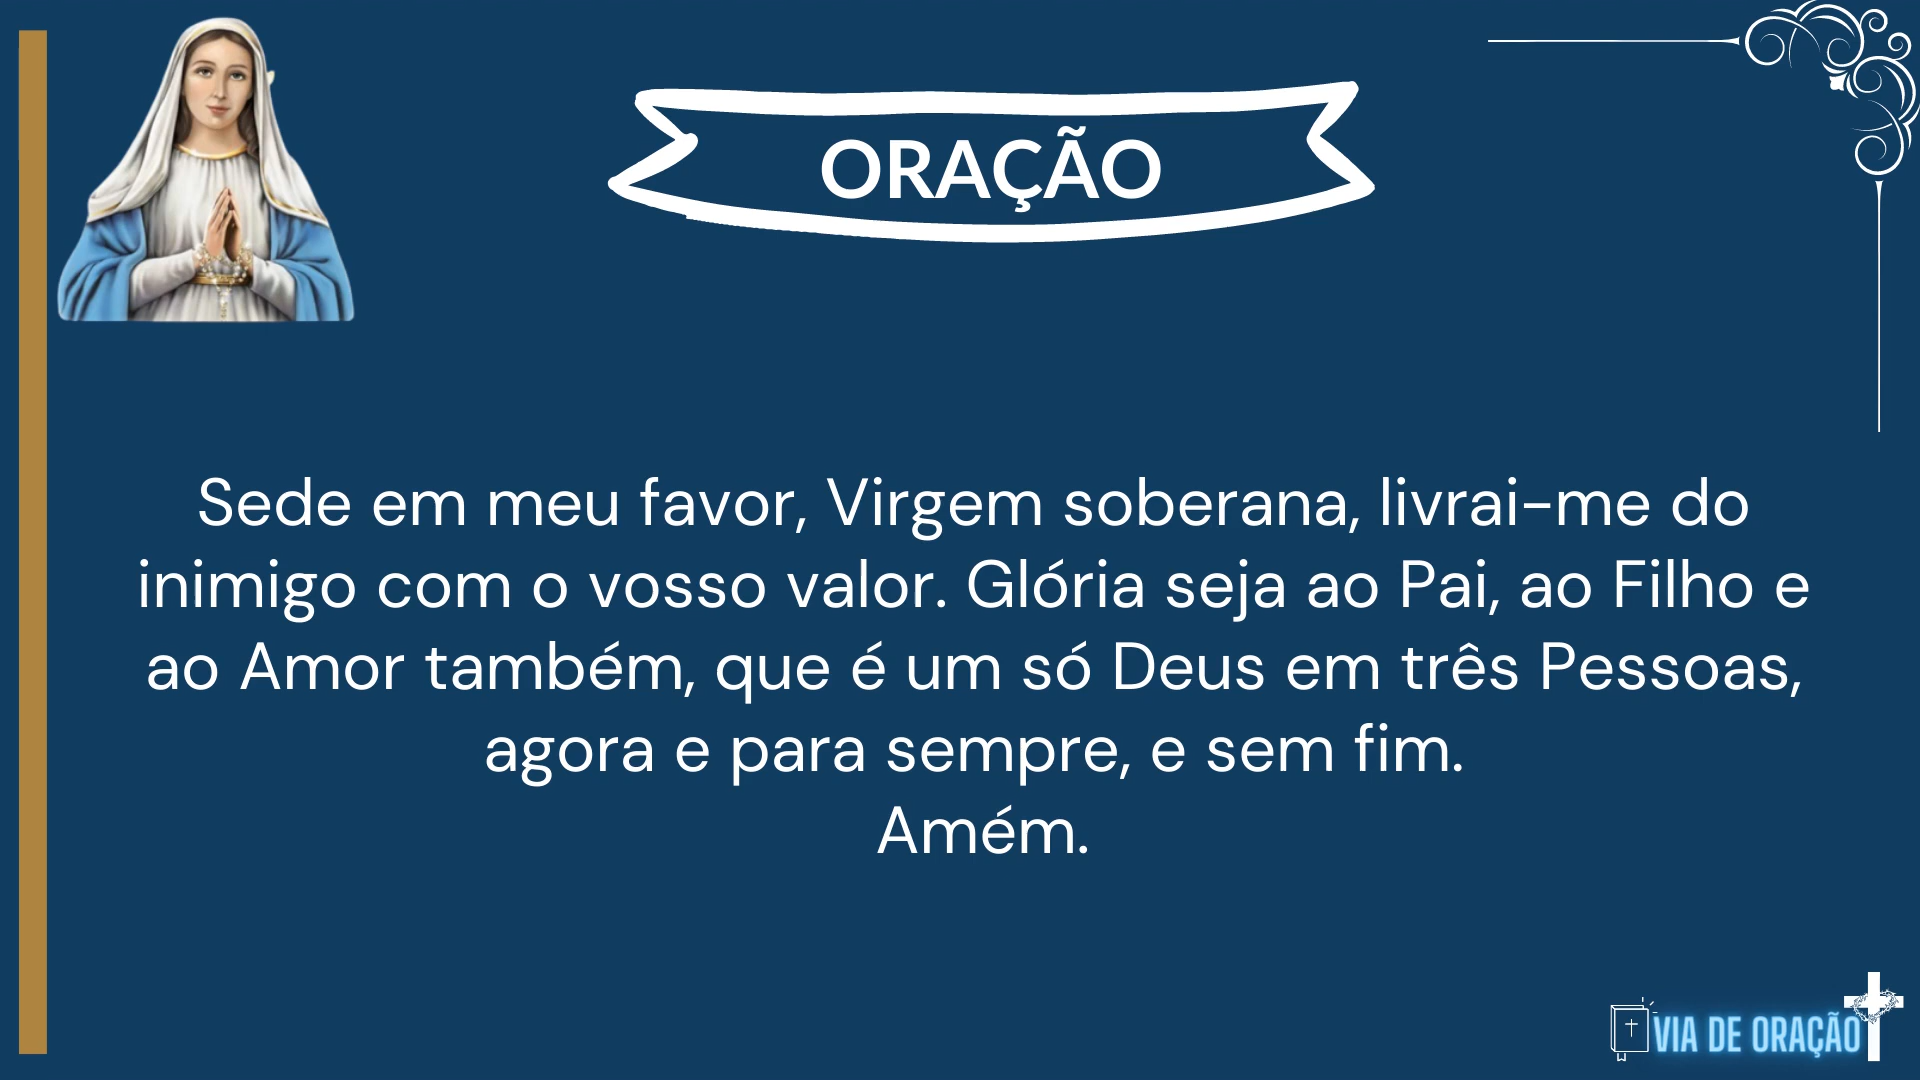 ORAÇÃO
Sede em meu favor, Virgem soberana, livrai-me do
inimigo com o vosso valor. Glória seja ao Pai, ao Filho e
ao Amor também, que é um só Deus em três Pessoas,
agora e para sempre, e sem fim.
Amém.
VIA DE ORAÇÃO